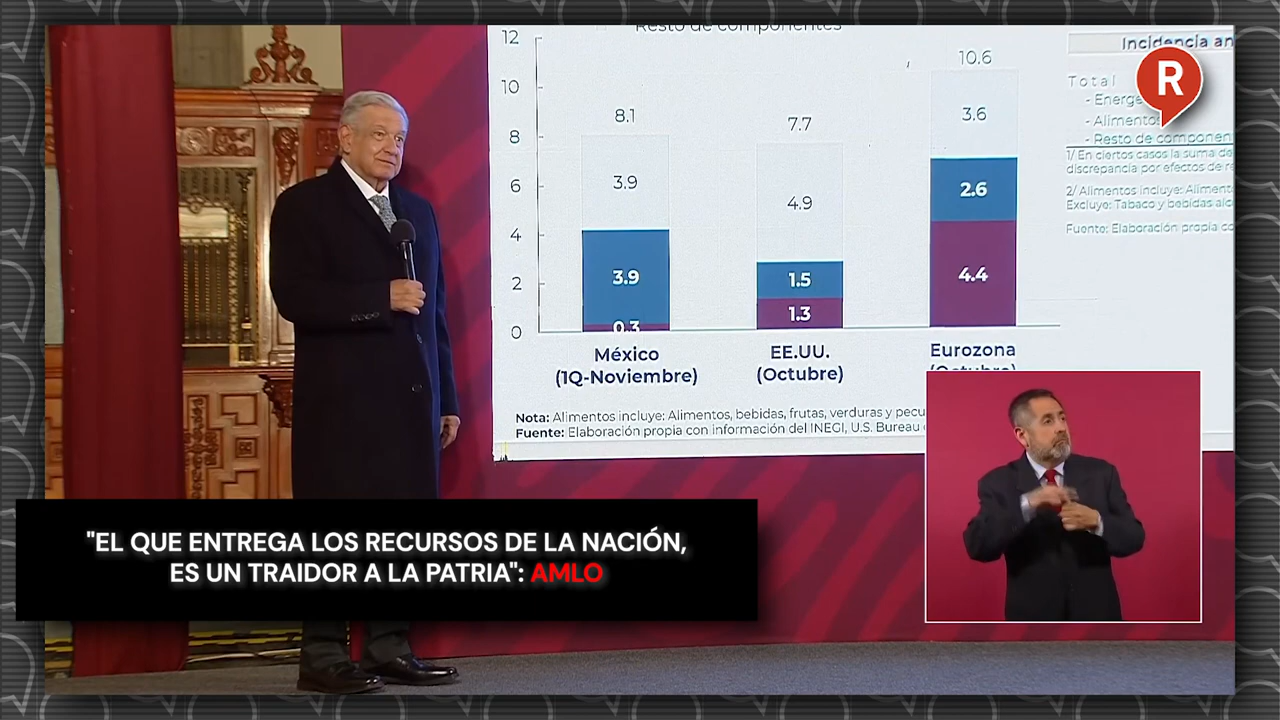 Resto de componentes
12
10
8
6
4
2
0
8.1
3.9
3.9
0.3
7.7
4.9
1.5
1.3
10.6
3.6
2.6
4.4
México
(1Q-Noviembre)
EE.UU.
(Octubre)
Eurozona
(Octubre)
Nota: Alimentos incluye: Alimentos, bebidas, frutas, verduras y pecu
Fuente: Elaboración propia con información del INEGI, U.S. Bureau
Incidencia an
R
Total
- Energé
- Alimentos
- Resto de componen
1/ En ciertos casos la suma de
discrepancia por efectos de re
2/ Alimentos incluye: Aliment
Excluye: Tabaco y bebidas alc
Fuente: Elaboración propia co
"EL QUE ENTREGA LOS RECURSOS DE LA NACIÓN,
ES UN TRAIDOR A LA PATRIA": AMLO